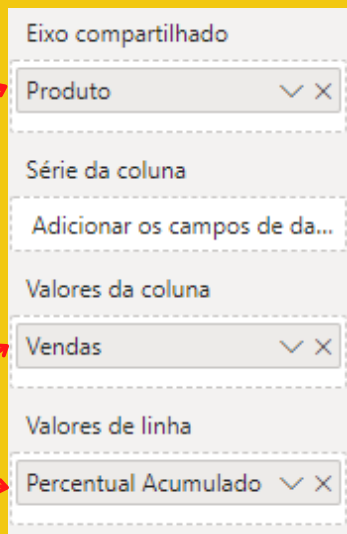 Eixo compartilhado
Produto
Série da coluna
Adicionar os campos de da...
Valores da coluna
Vendas
Valores de linha
Percentual Acumulado